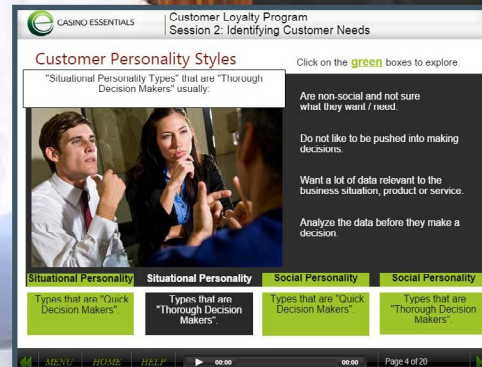 CASINO ESSENTIALS
Customer Loyalty Program
Session 2: Identifying Customer Needs
Customer Personality Styles
Click on the green boxes to explore.
"Situational Personality Types" that are "Thorough
Decision Makers" usually:
Are non-social and not sure
what they want / need.
Do not like to be pushed into making
decisions.
Want a lot of data relevant to the
business situation, product or service.
Analyze the data before they make a
decision.
Situational Personality
Types that are "Quick
Decision Makers".
Situational Personality
Types that are
"Thorough Decision
Makers".
Social Personality
Types that are "Quick
Decision Makers".
Social Personality
Types that are
"Thorough Decision
Makers".
MENU HOME HELP 00:00 00:00 Page 4 of 20